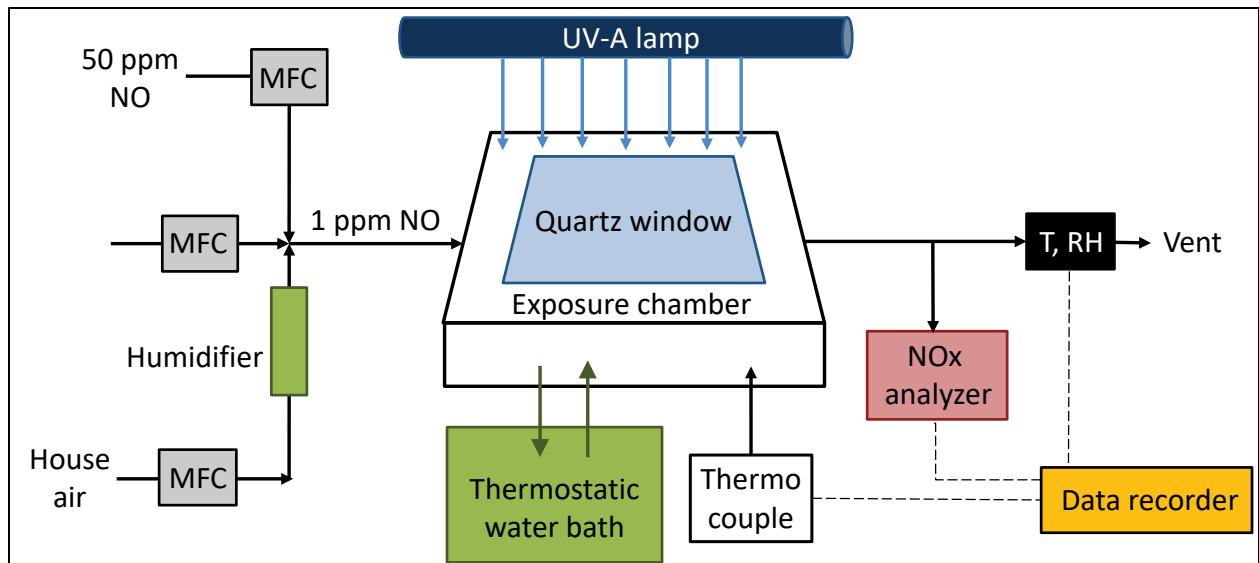 UV-A lamp
50 ppm
NO
MFC
MFC
1 ppm NO
Quartz window
T, RH
Vent
Exposure chamber
Humidifier
NOx
analyzer
House
air
MFC
Thermostatic
water bath
Thermo
couple
Data recorder